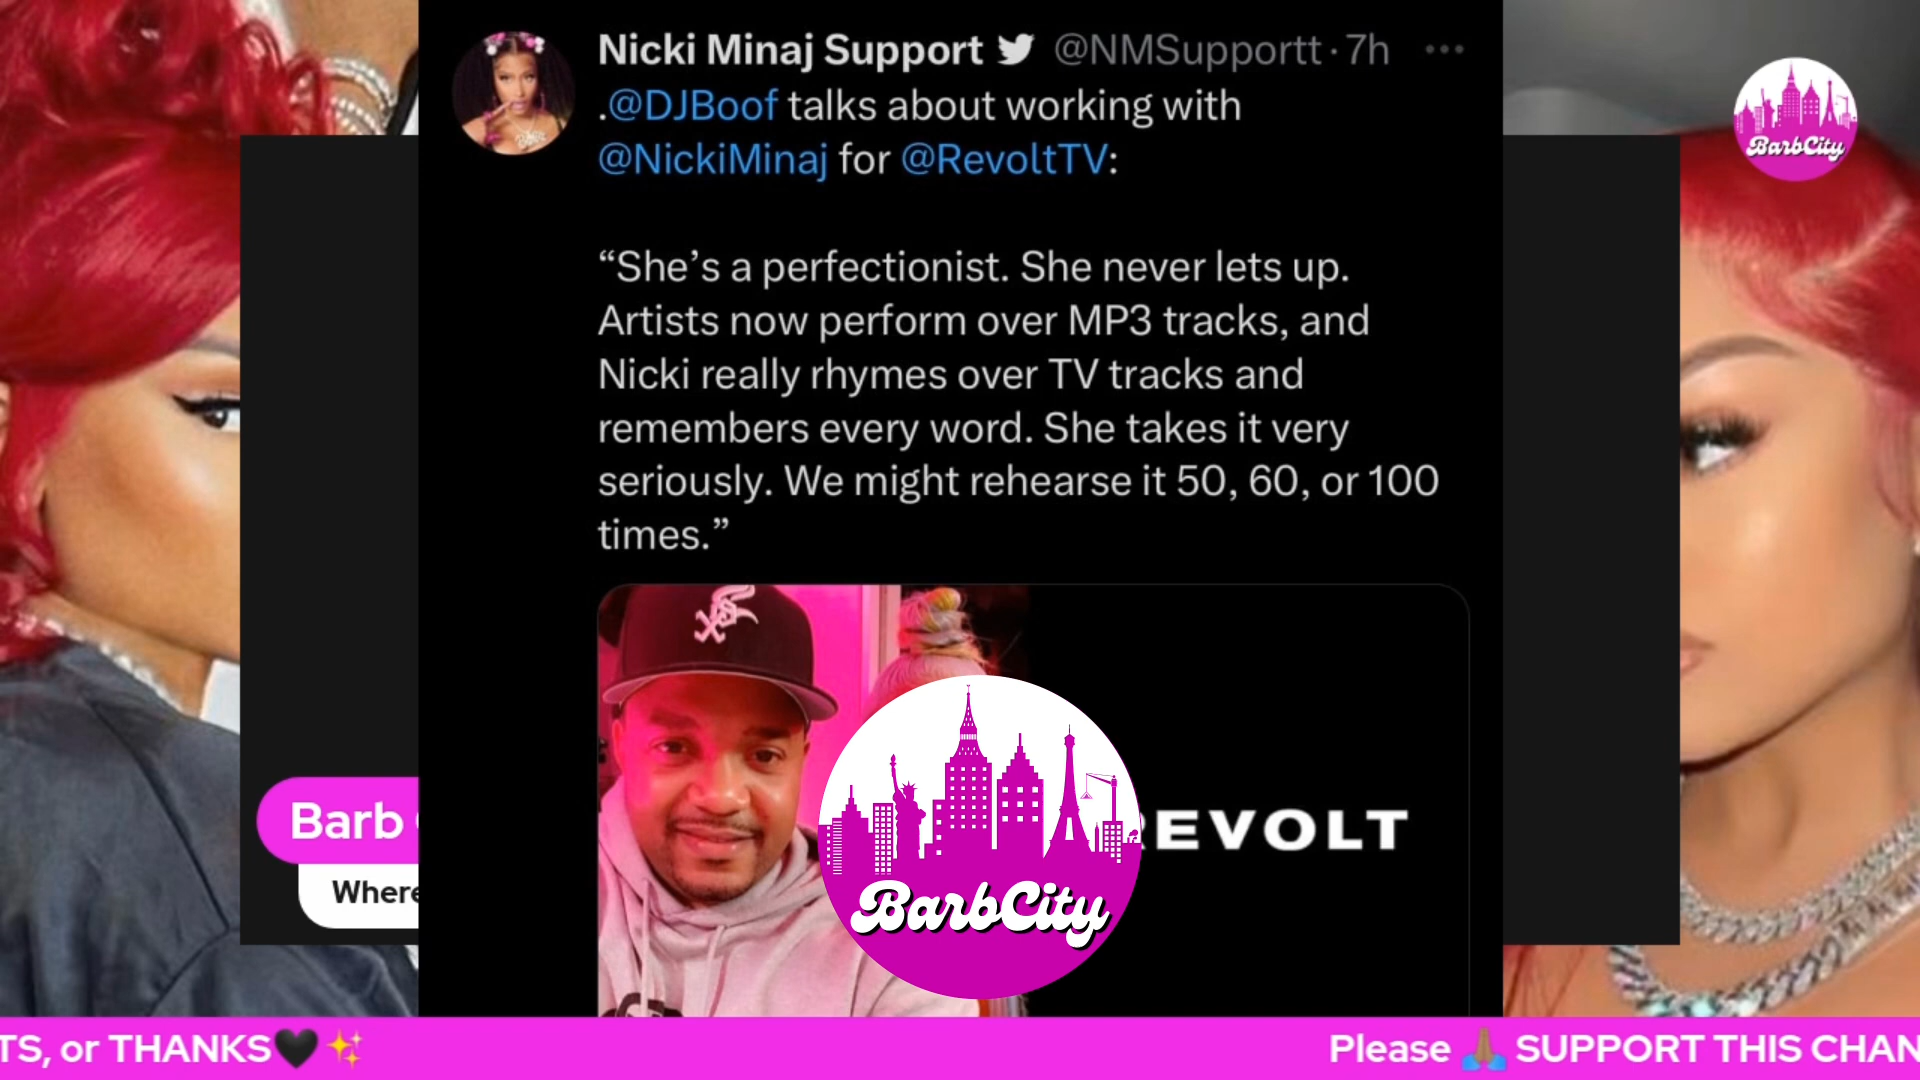 Nicki Minaj Support @NMSupportt · 7h
.@DJBoof talks about working with
@NickiMinaj for @RevoltTV:
“She’s a perfectionist. She never lets up.
Artists now perform over MP3 tracks, and
Nicki really rhymes over TV tracks and
remembers every word. She takes it very
seriously. We might rehearse it 50, 60, or 100
times.”
BarbCity
EVOLT
BarbCity
Barb
Where
TS, or THANKS🖤✨
Please 🙏🏾 SUPPORT THIS CHAN